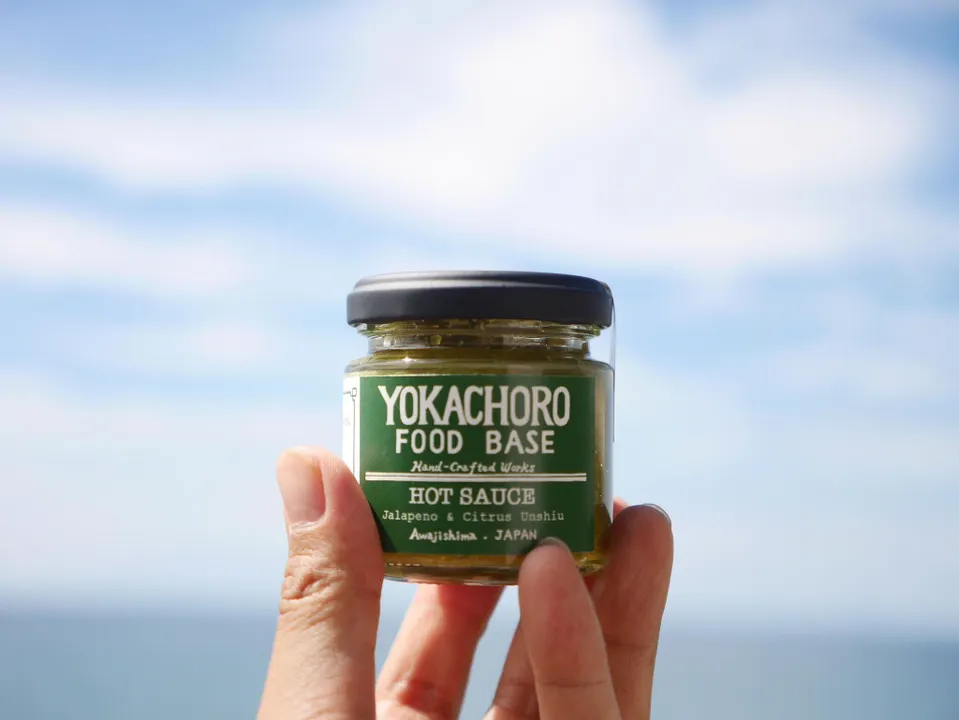 YOKACHORO
FOOD BASE
Hand-Crafted Works
HOT SAUCE
Jalapeno & Citrus Unshiu
Awajishima . JAPAN